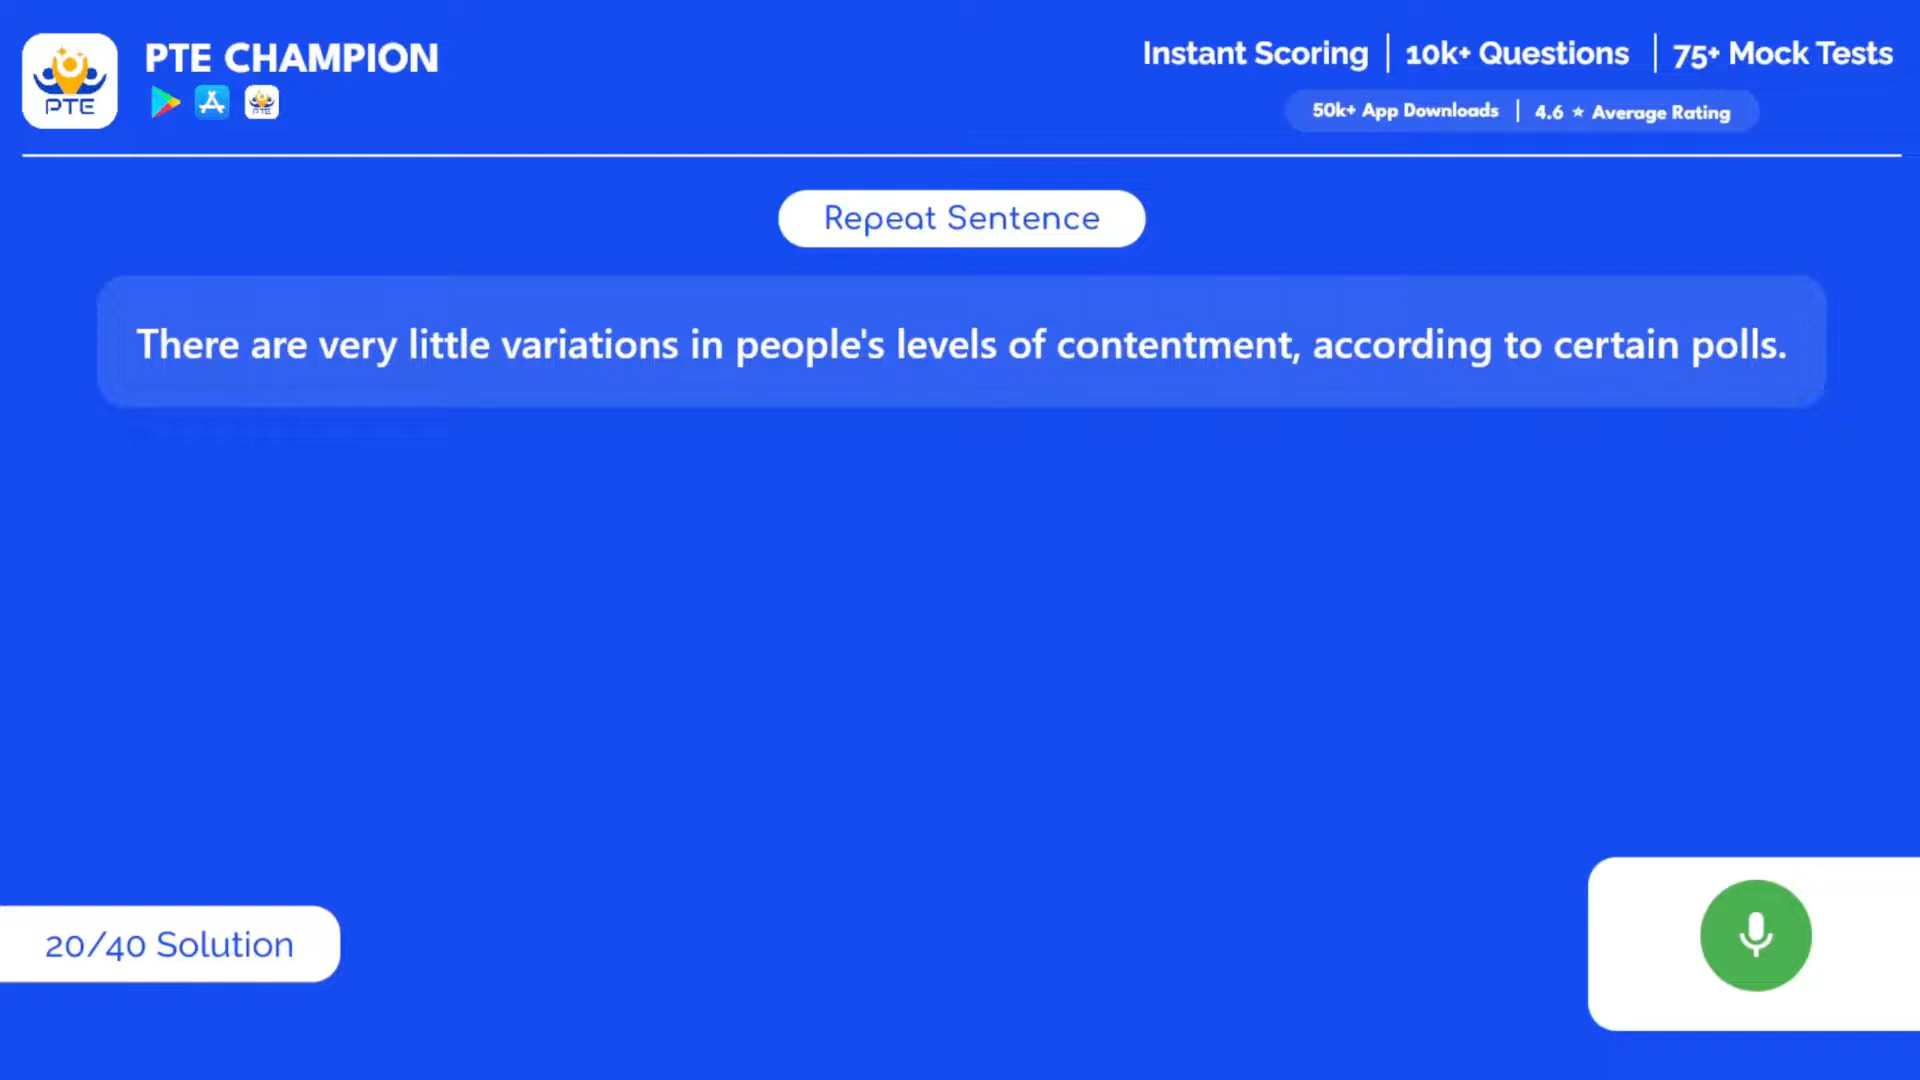 PTE CHAMPION
PTE
PTE
Instant Scoring | 10k+ Questions | 75+ Mock Tests
50k+ App Downloads | 4.6 ★ Average Rating
Repeat Sentence
There are very little variations in people's levels of contentment, according to certain polls.
20/40 Solution